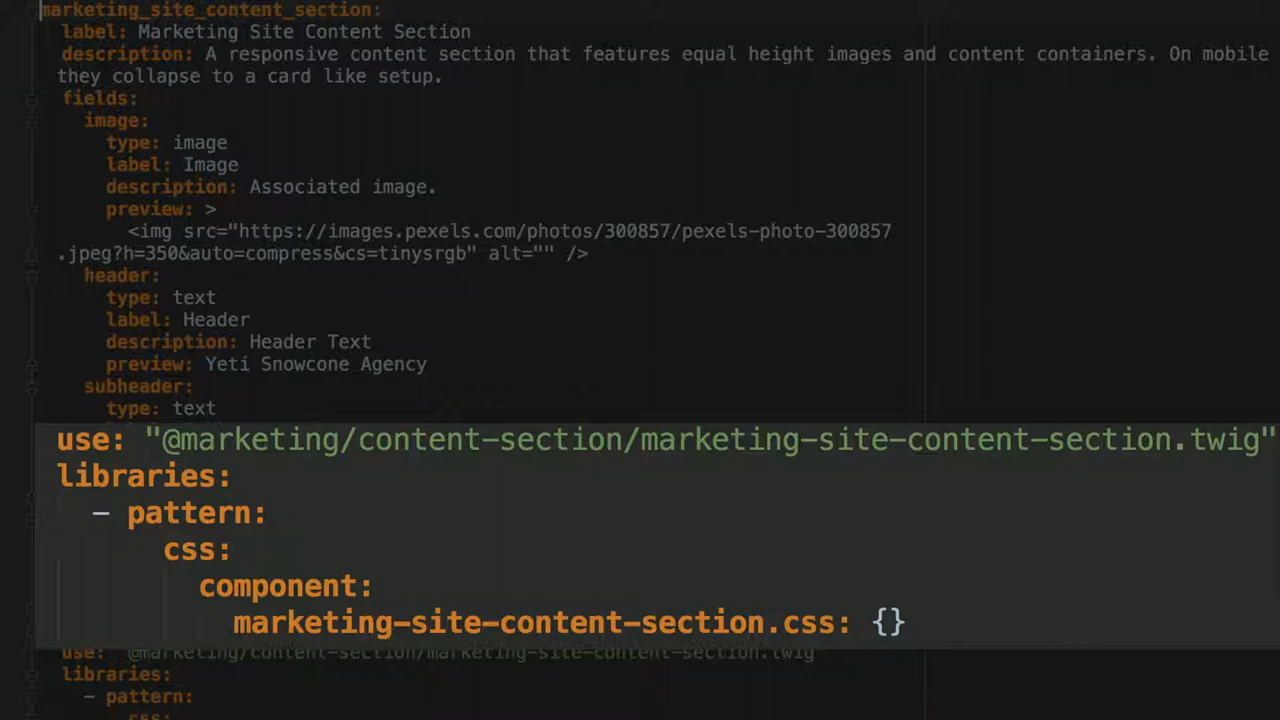 marketing_site_content_section:
label: Marketing Site Content Section
description: A responsive content section that features equal height images and content containers. On mobile
they collapse to a card like setup.
fields:
image:
type: image
label: Image
description: Associated image.
preview: >
<img src="https://images.pexels.com/photos/300857/pexels-photo-300857
.jpeg?h=350&auto=compress&cs=tinysrgb" alt="" />
header:
type: text
label: Header
description: Header Text
preview: Yeti Snowcone Agency
subheader:
type: text
use: "@marketing/content-section/marketing-site-content-section.twig"
libraries:
- pattern:
css:
component:
marketing-site-content-section.css: {}
use: @marketing/content-section/marketing-site-content-section.twig
libraries:
- pattern: